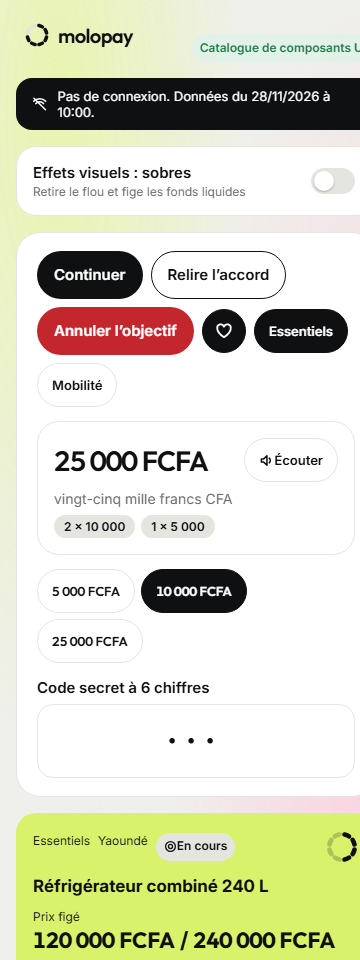 molopay
Catalogue de composants U
Pas de connexion. Données du 28/11/2026 à
10:00.
Effets visuels : sobres
Retire le flou et fige les fonds liquides
Continuer
Relire l’accord
Annuler l’objectif
Essentiels
Mobilité
25 000 FCFA
Écouter
vingt-cinq mille francs CFA
2 × 10 000
1 × 5 000
5 000 FCFA
10 000 FCFA
25 000 FCFA
Code secret à 6 chiffres
Essentiels Yaoundé En cours
Réfrigérateur combiné 240 L
Prix figé
120 000 FCFA / 240 000 FCFA